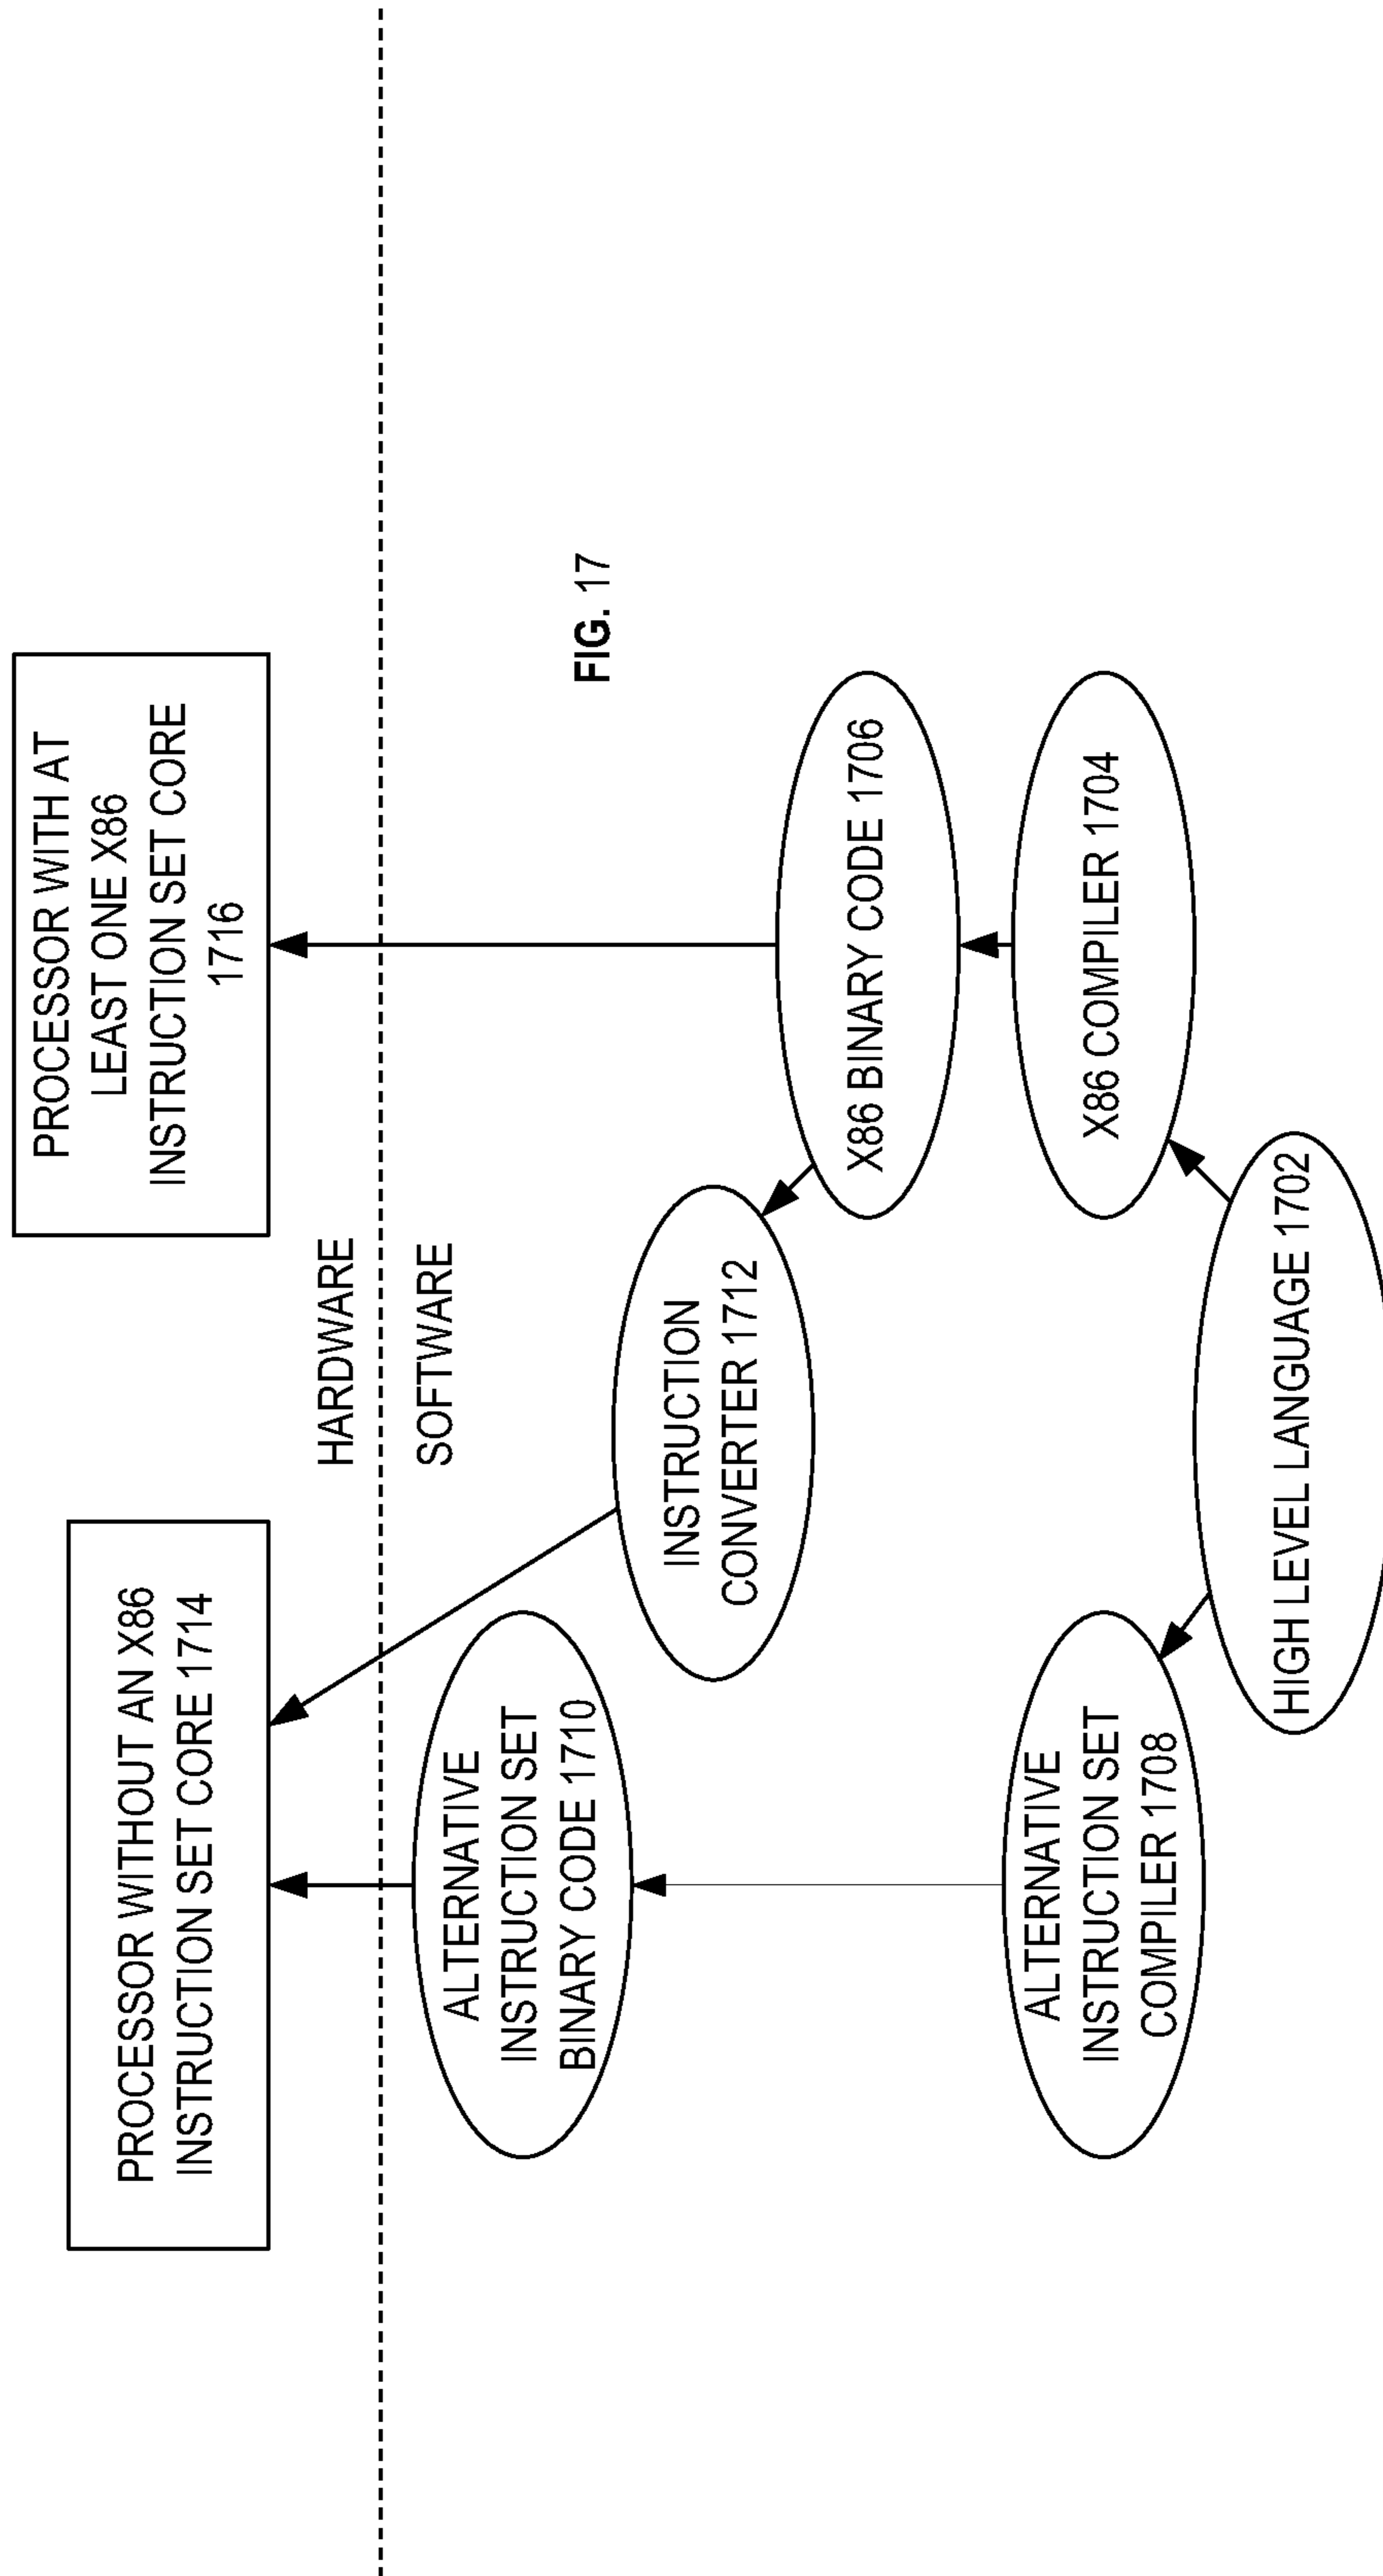 PROCESSOR WITHOUT AN X86
INSTRUCTION SET CORE 1714
PROCESSOR WITH AT
LEAST ONE X86
INSTRUCTION SET CORE
1716
HARDWARE
SOFTWARE
ALTERNATIVE
INSTRUCTION SET
BINARY CODE 1710
INSTRUCTION
CONVERTER 1712
FIG. 17
X86 BINARY CODE 1706
ALTERNATIVE
INSTRUCTION SET
COMPILER 1708
X86 COMPILER 1704
HIGH LEVEL LANGUAGE 1702